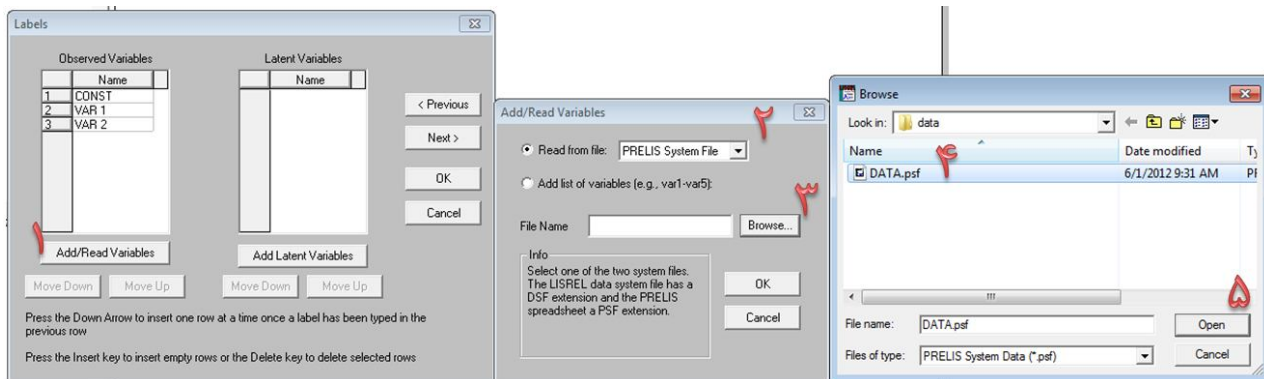 Labels
Observed Variables
Latent Variables
Name
Name
1 CONST
2 VAR 1
3 VAR 2
< Previous
Next >
OK
Cancel
۱
Add/Read Variables
Add Latent Variables
Move Down
Move Up
Move Down
Move Up
Press the Down Arrow to insert one row at a time once a label has been typed in the
previous row
Press the Insert key to insert empty rows or the Delete key to delete selected rows
Add/Read Variables
۲
Read from file: PRELIS System File
Add list of variables (e.g., var1-var5):
۳
File Name
Browse...
Info
Select one of the two system files.
The LISREL data system file has a
DSF extension and the PRELIS
spreadsheet a PSF extension.
OK
Cancel
Browse
Look in: data
Name
Date modified
Ty
۴
DATA.psf
6/1/2012 9:31 AM
PR
۵
File name: DATA.psf
Open
Files of type: PRELIS System Data (*.psf)
Cancel